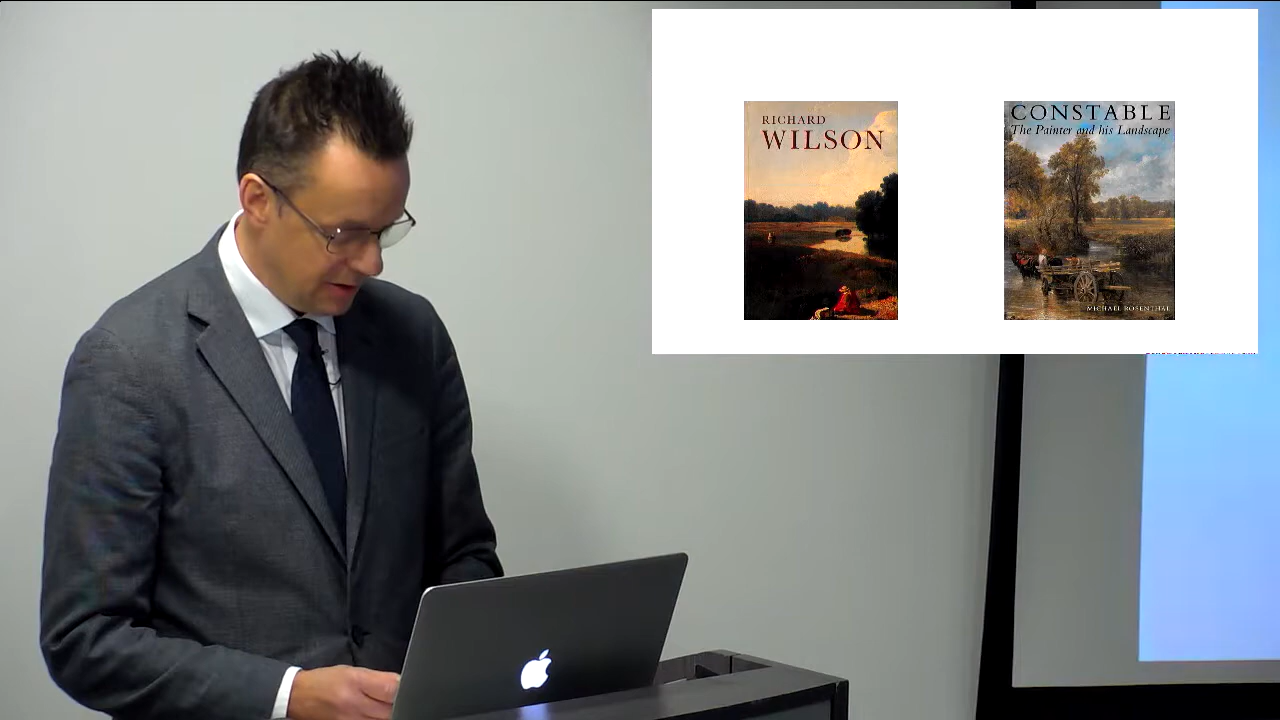 RICHARD
WILSON
CONSTABLE
The Painter and his Landscape
MICHAEL ROSENTHAL